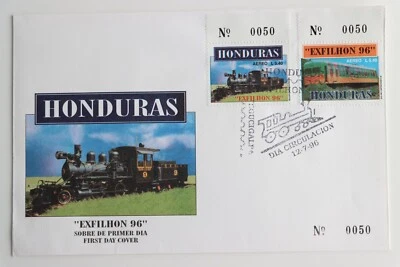 Nº 0050
Nº 0050
HONDURAS
AEREO
"EXFILHON 96"
"EXFILHON 96"
AEREO
HONDURAS
HONDURAS
"EXFILHON 96"
SOBRE DE PRIMER DIA
FIRST DAY COVER
TEGUCIGALPA
DIA CIRCULACION
12-7-96
Nº 0050